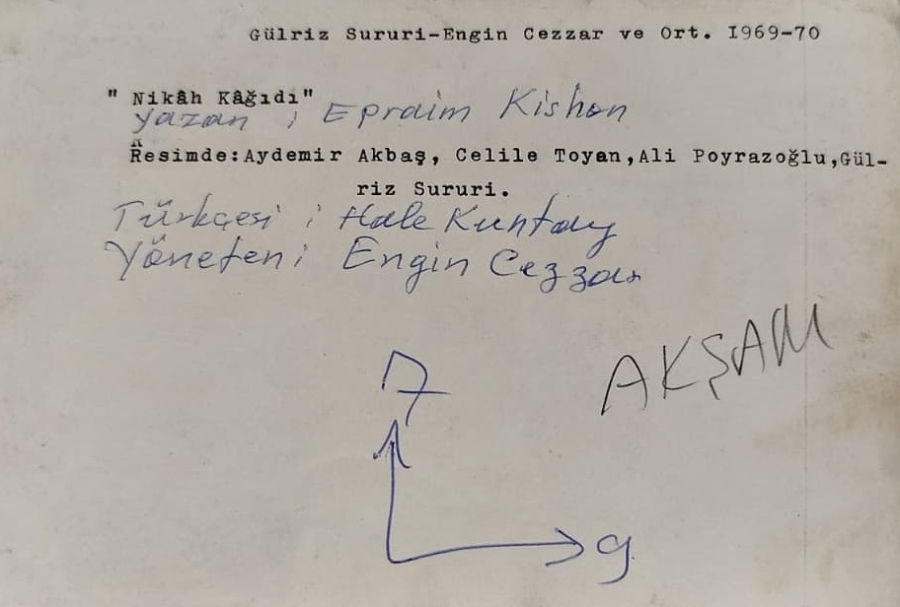 Gülriz Sururi-Engin Cezzar ve Ort. I969-70
" Nikâh Kâğıdı"
Yazan : Epraim Kishon
Resimde:Aydemir Akbaş, Celile Toyan,Ali Poyrazoğlu,Gül-
riz Sururi.
Türkçesi : Hale Kuntay
Yöneten : Engin Cezzar
AKŞAM
7
9